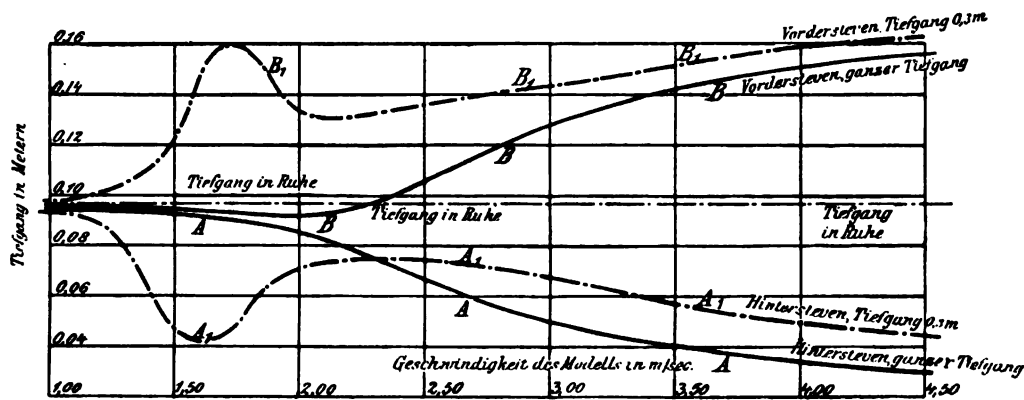 Vordersteven, Tiefgang 0,3m
0,16
B1
B1
B1
Vordersteven, ganzer Tiefgang
0,14
B
0,12
B
Tiefgang in Metern
0,10
Tiefgang in Ruhe
Tiefgang in Ruhe
Tiefgang
in Ruhe
A
B
0,08
A1
0,06
A
A1
Hintersteven, Tiefgang 0.3m
A1
0,04
Geschwindigkeit des Modells in m/sec.
A
Hintersteven, ganzer Tiefgang
1,00
1,50
2,00
2,50
3,00
3,50
4,00
4,50